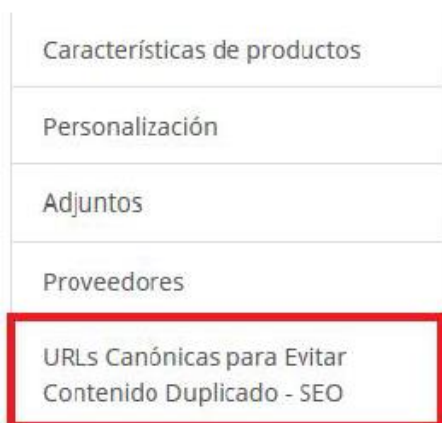 Características de productos
Personalización
Adjuntos
Proveedores
URLs Canónicas para Evitar
Contenido Duplicado - SEO